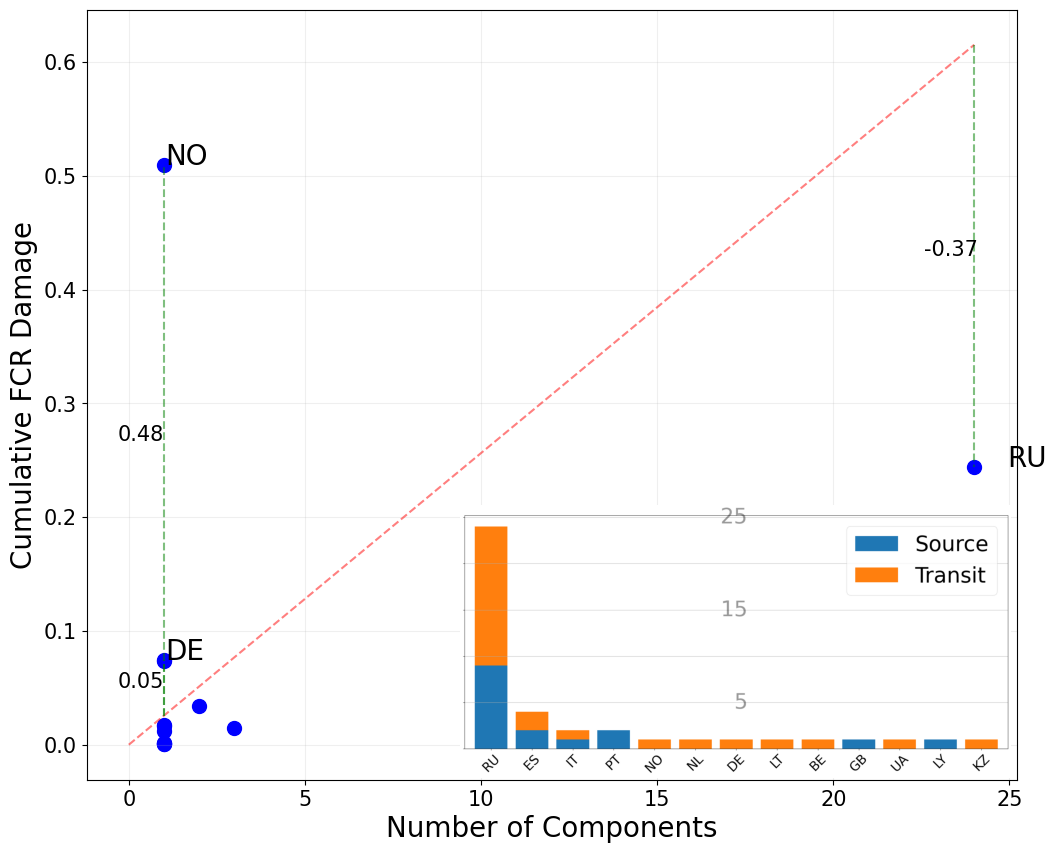 Cumulative FCR Damage
0.6
0.5
0.4
0.3
0.2
0.1
0.0
NO
0.48
DE
0.05
-0.37
RU
25
15
5
Source
Transit
RU ES IT PT NO NL DE LT BE GB UA LY KZ
0 5 10 15 20 25
Number of Components